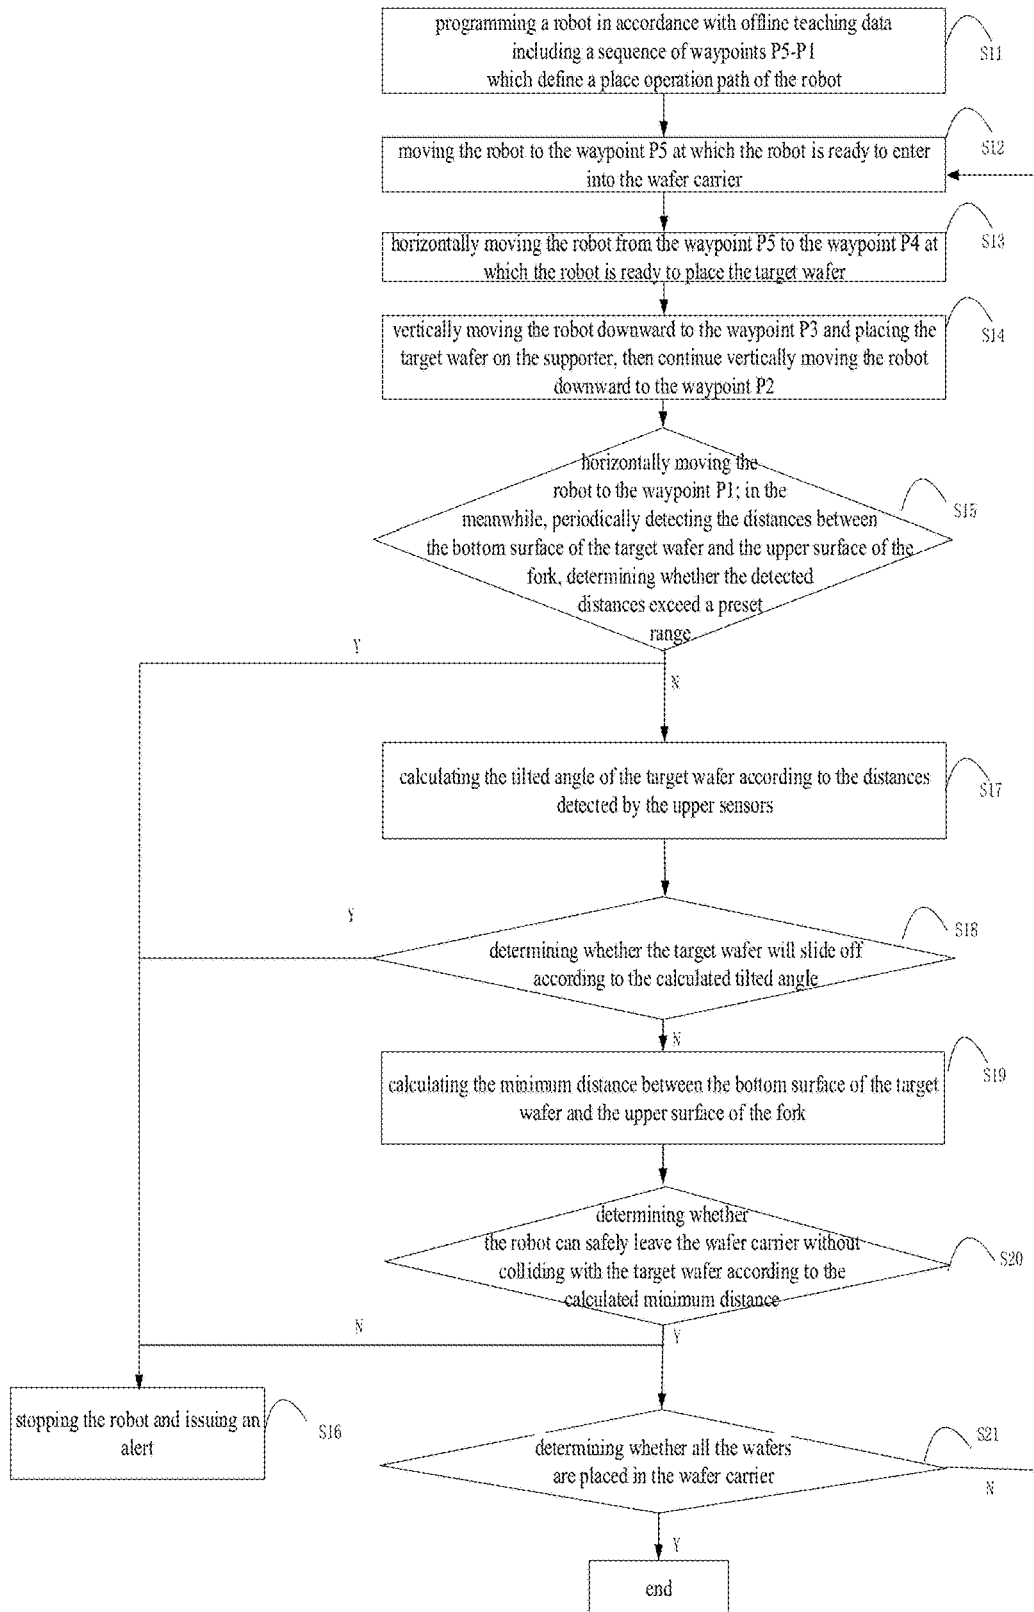 programming a robot in accordance with offline teaching data
including a sequence of waypoints P5-P1
which define a place operation path of the robot
S11
moving the robot to the waypoint P5 at which the robot is ready to enter
into the wafer carrier
S12
horizontally moving the robot from the waypoint P5 to the waypoint P4 at
which the robot is ready to place the target wafer
S13
vertically moving the robot downward to the waypoint P3 and placing the
target wafer on the supporter, then continue vertically moving the robot
downward to the waypoint P2
S14
horizontally moving the
robot to the waypoint P1; in the
meanwhile, periodically detecting the distances between
the bottom surface of the target wafer and the upper surface of the
fork, determining whether the detected
distances exceed a preset
range
S15
Y
N
calculating the tilted angle of the target wafer according to the distances
detected by the upper sensors
S17
Y
determining whether the target wafer will slide off
according to the calculated tilted angle
S18
N
calculating the minimum distance between the bottom surface of the target
wafer and the upper surface of the fork
S19
determining whether
the robot can safely leave the wafer carrier without
colliding with the target wafer according to the
calculated minimum distance
S20
N
Y
stopping the robot and issuing an
alert
S16
determining whether all the wafers
are placed in the wafer carrier
S21
N
Y
end